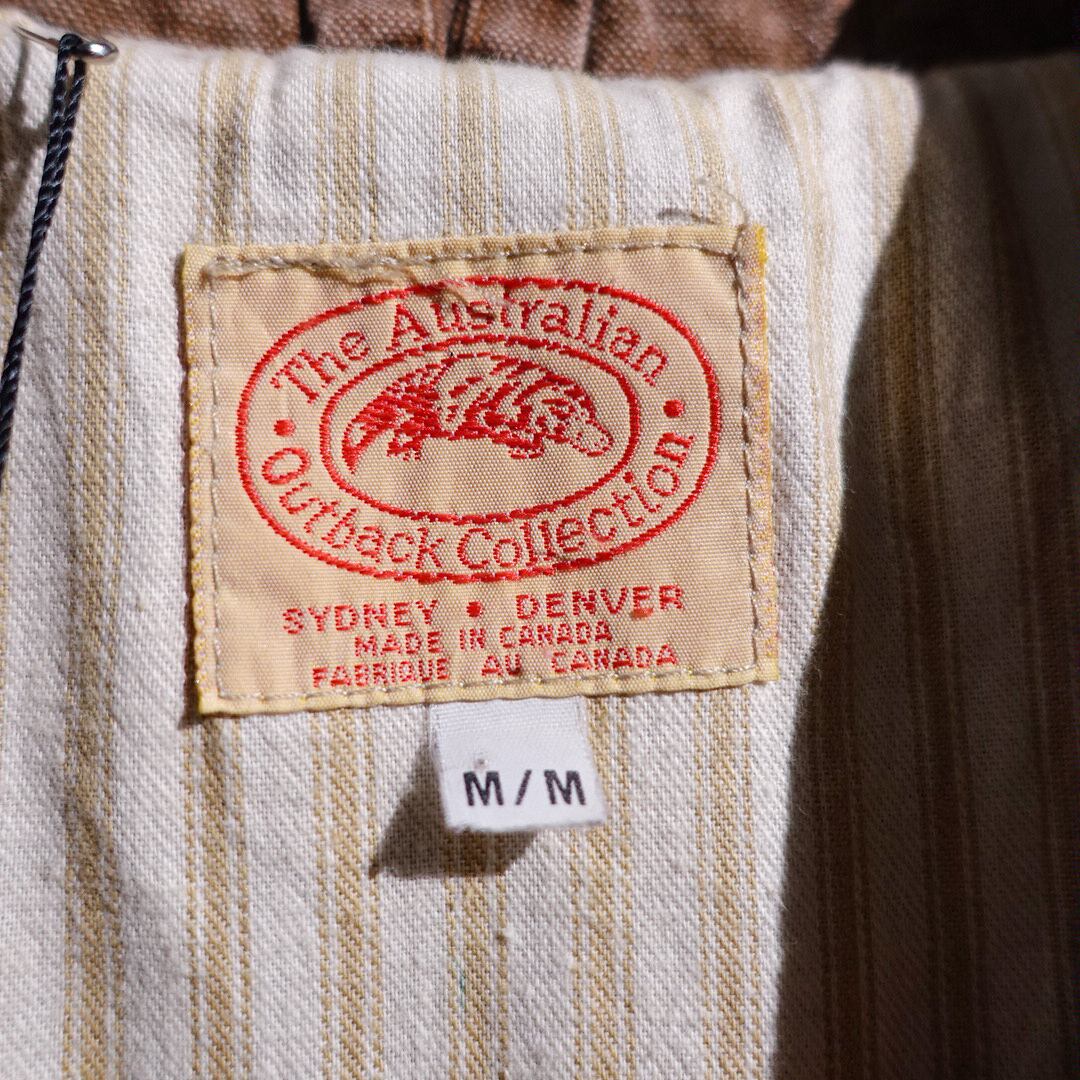 The Australian
Outback Collection
SYDNEY • DENVER
MADE IN CANADA
FABRIQUE AU CANADA
M/M